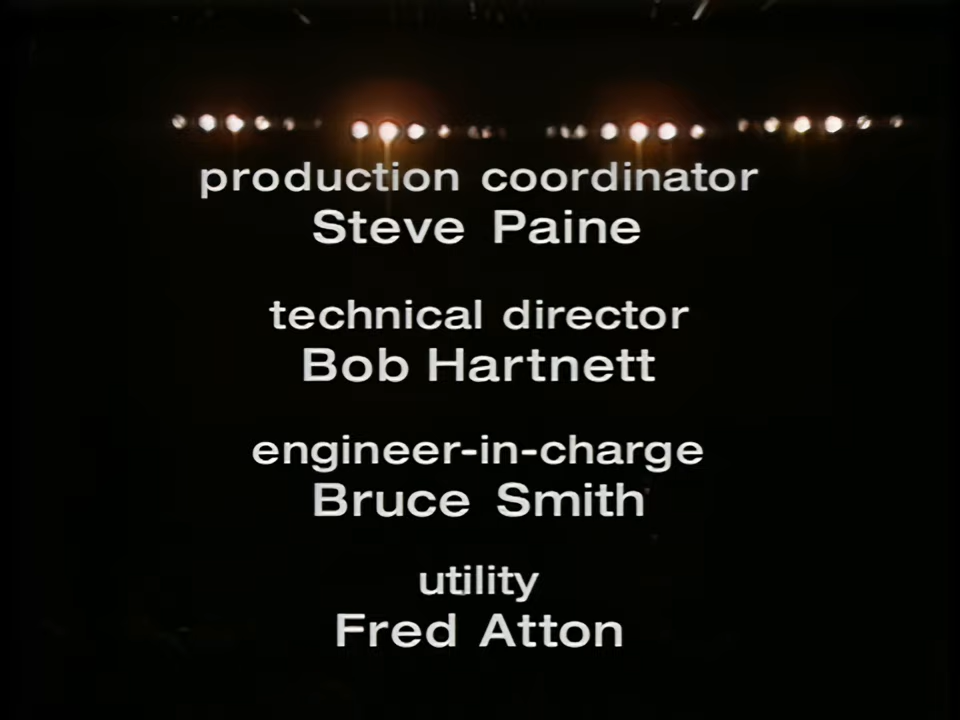 production coordinator
Steve Paine
technical director
Bob Hartnett
engineer-in-charge
Bruce Smith
utility
Fred Atton